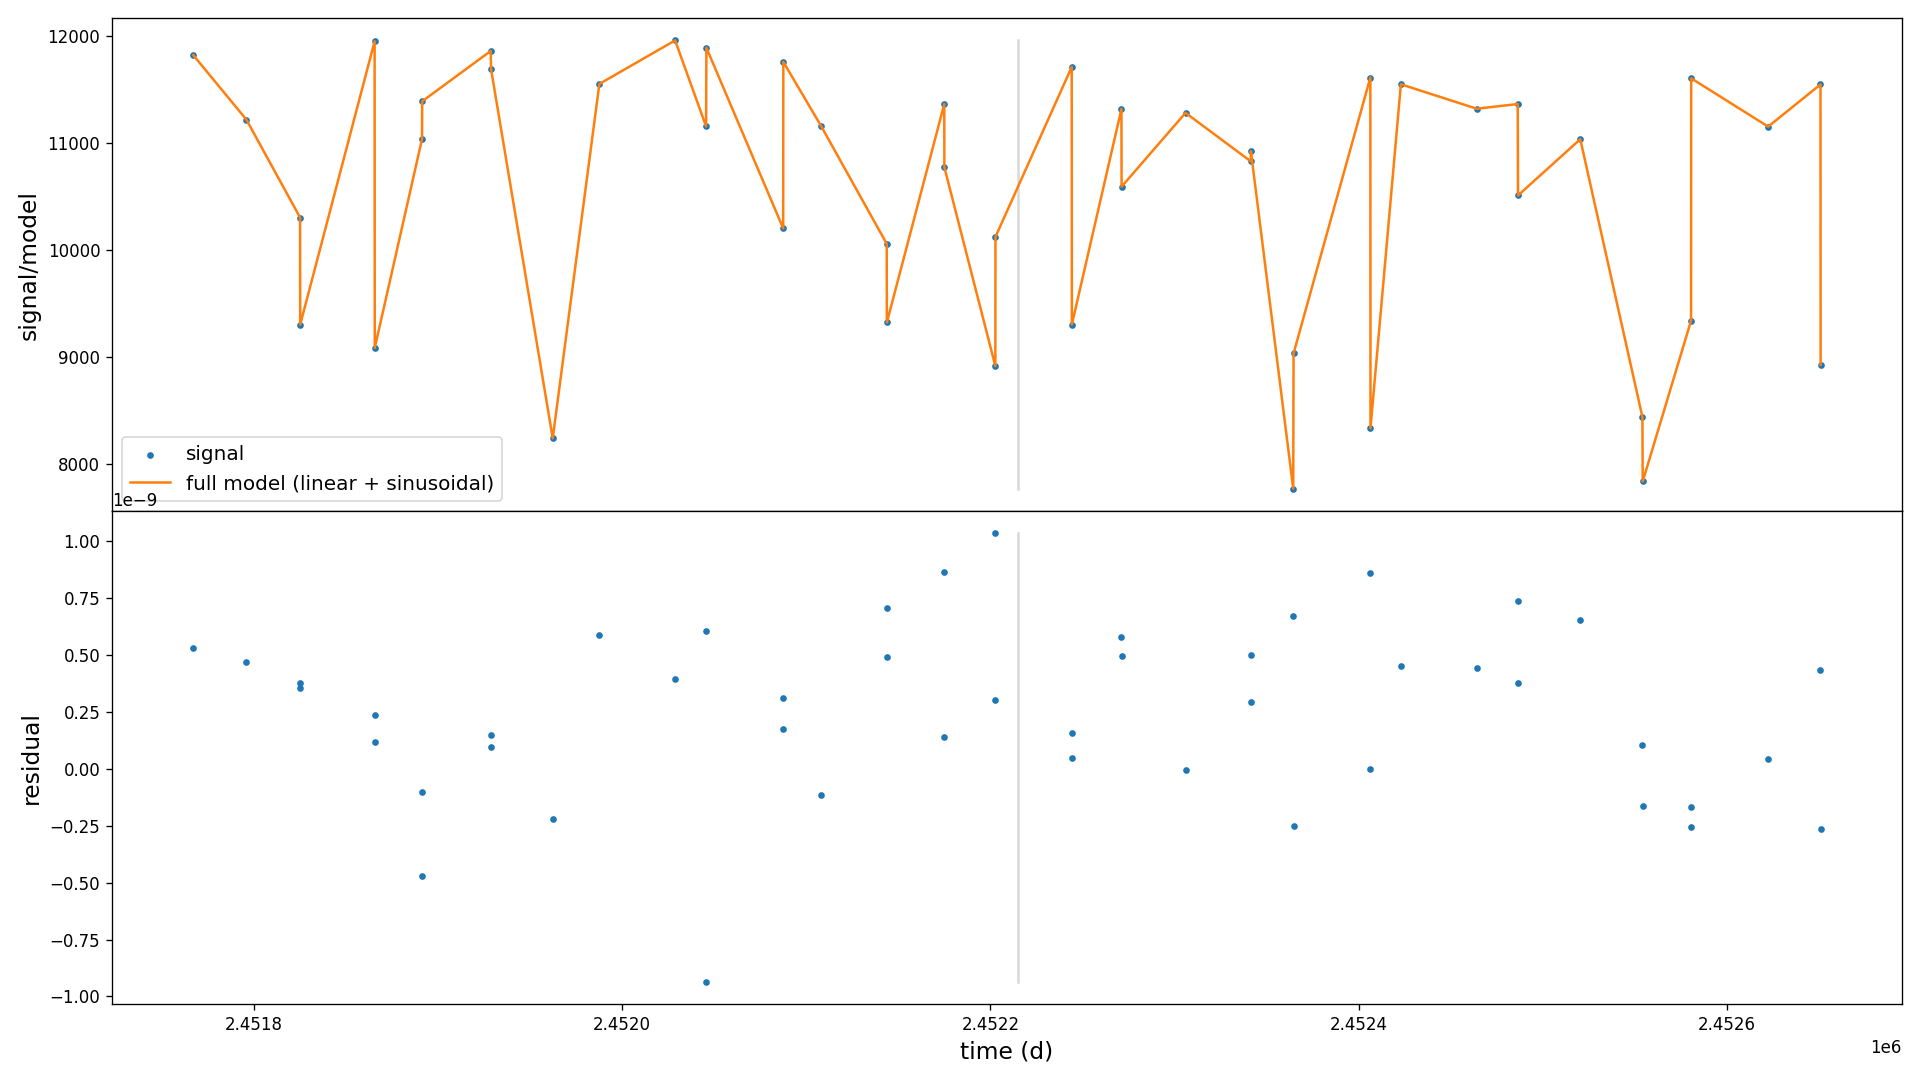 12000
11000
10000
9000
8000
signal/model
signal
full model (linear + sinusoidal)
1e−9
1.00
0.75
0.50
0.25
0.00
−0.25
−0.50
−0.75
−1.00
residual
2.4518 2.4520 2.4522 2.4524 2.4526
time (d)
1e6